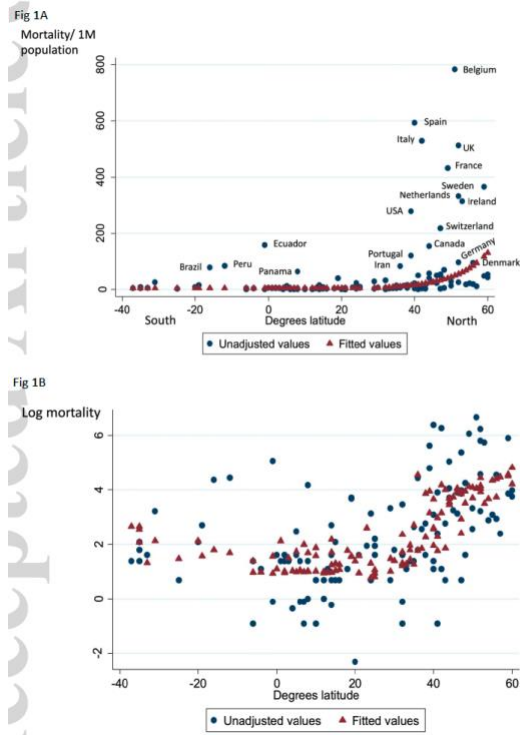 Fig 1A
Mortality/ 1M
population
800
600
400
200
0
Belgium
Spain
Italy
UK
France
Sweden
Netherlands
Ireland
USA
Switzerland
Ecuador
Canada
Germany
Portugal
Brazil
Peru
Panama
Iran
Denmark
-40 -20 0 20 40 60
South Degrees latitude North
Unadjusted values Fitted values
Fig 1B
Log mortality
6
4
2
0
-2
-40 -20 0 20 40 60
Degrees latitude
Unadjusted values Fitted values